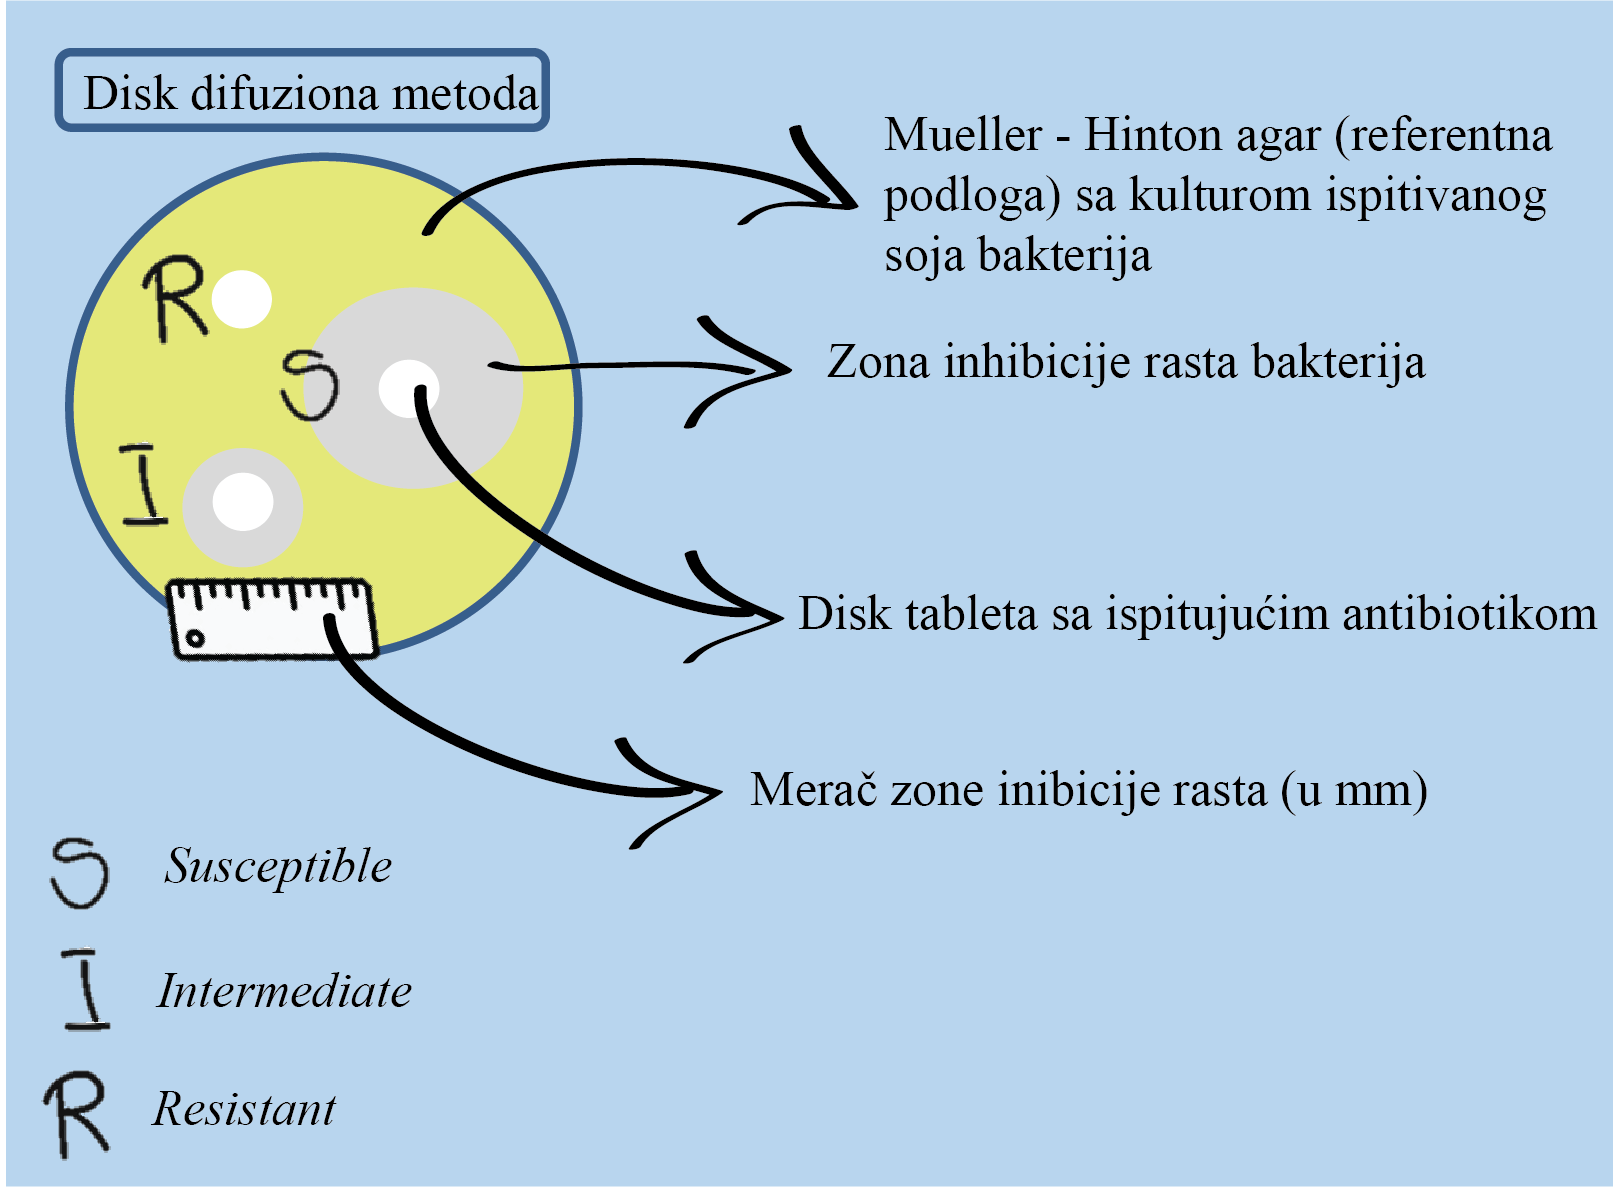 Disk difuziona metoda
Mueller - Hinton agar (referentna
podloga) sa kulturom ispitivanog
soja bakterija
R
S
Zona inhibicije rasta bakterija
I
Disk tableta sa ispitujućim antibiotikom
Merač zone inibicije rasta (u mm)
S Susceptible
I Intermediate
R Resistant